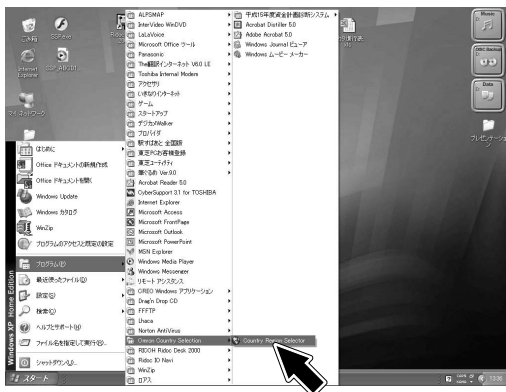 ごみ箱
SSP.exe
Internet
Explorer
SSP_ABCD1
マイ ネットワーク
はじめに
Office ドキュメントの新規作成
Office ドキュメントを開く
Windows Update
Windows カタログ
WinZip
プログラムのアクセスと既定の設定
プログラム(P)
最近使ったファイル(D)
設定(S)
検索(C)
ヘルプとサポート(H)
ファイル名を指定して実行(R)...
シャットダウン(U)...
Windows XP Home Edition
スタート
ALPSMAP
InterVideo WinDVD
LaLaVoice
Microsoft Office ツール
Panasonic
The翻訳インターネット V6.0 LE
Toshiba Internal Modem
アクセサリ
いきなりインターネット
ゲーム
スタートアップ
デジカメWalker
プロバイダ
駅すぱあと 全国版
東芝PCお客様登録
東芝ユーティリティ
筆ぐるめ Ver.9.0
Acrobat Reader 5.0
CyberSupport 3.1 for TOSHIBA
Internet Explorer
Microsoft Access
Microsoft FrontPage
Microsoft Outlook
Microsoft PowerPoint
MSN Explorer
Windows Media Player
Windows Messenger
リモート アシスタンス
CREO Windows アプリケーション
Drag'n Drop CD
FFFTP
Lhaca
Norton AntiVirus
Omron Country Selection
RICOH Ridoc Desk 2000
Ridoc IO Navi
WinZip
ロアス
平成15年度資金計画診断システム
Acrobat Distiller 5.0
Adobe Acrobat 5.0
Windows Journal ビューア
Windows ムービー メーカー
Country Region Selector
Music
Disc Backup
Data
13:36